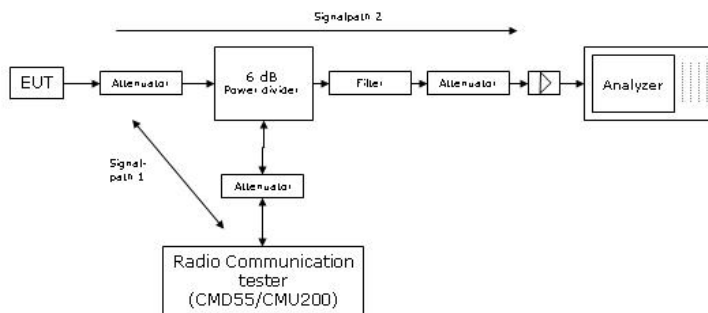 Signalpath 2
EUT
Attenuator
6 dB
Power divider
Filter
Attenuator
Analyzer
Signal-
path 1
Attenuator
Radio Communication
tester
(CMD55/CMU200)